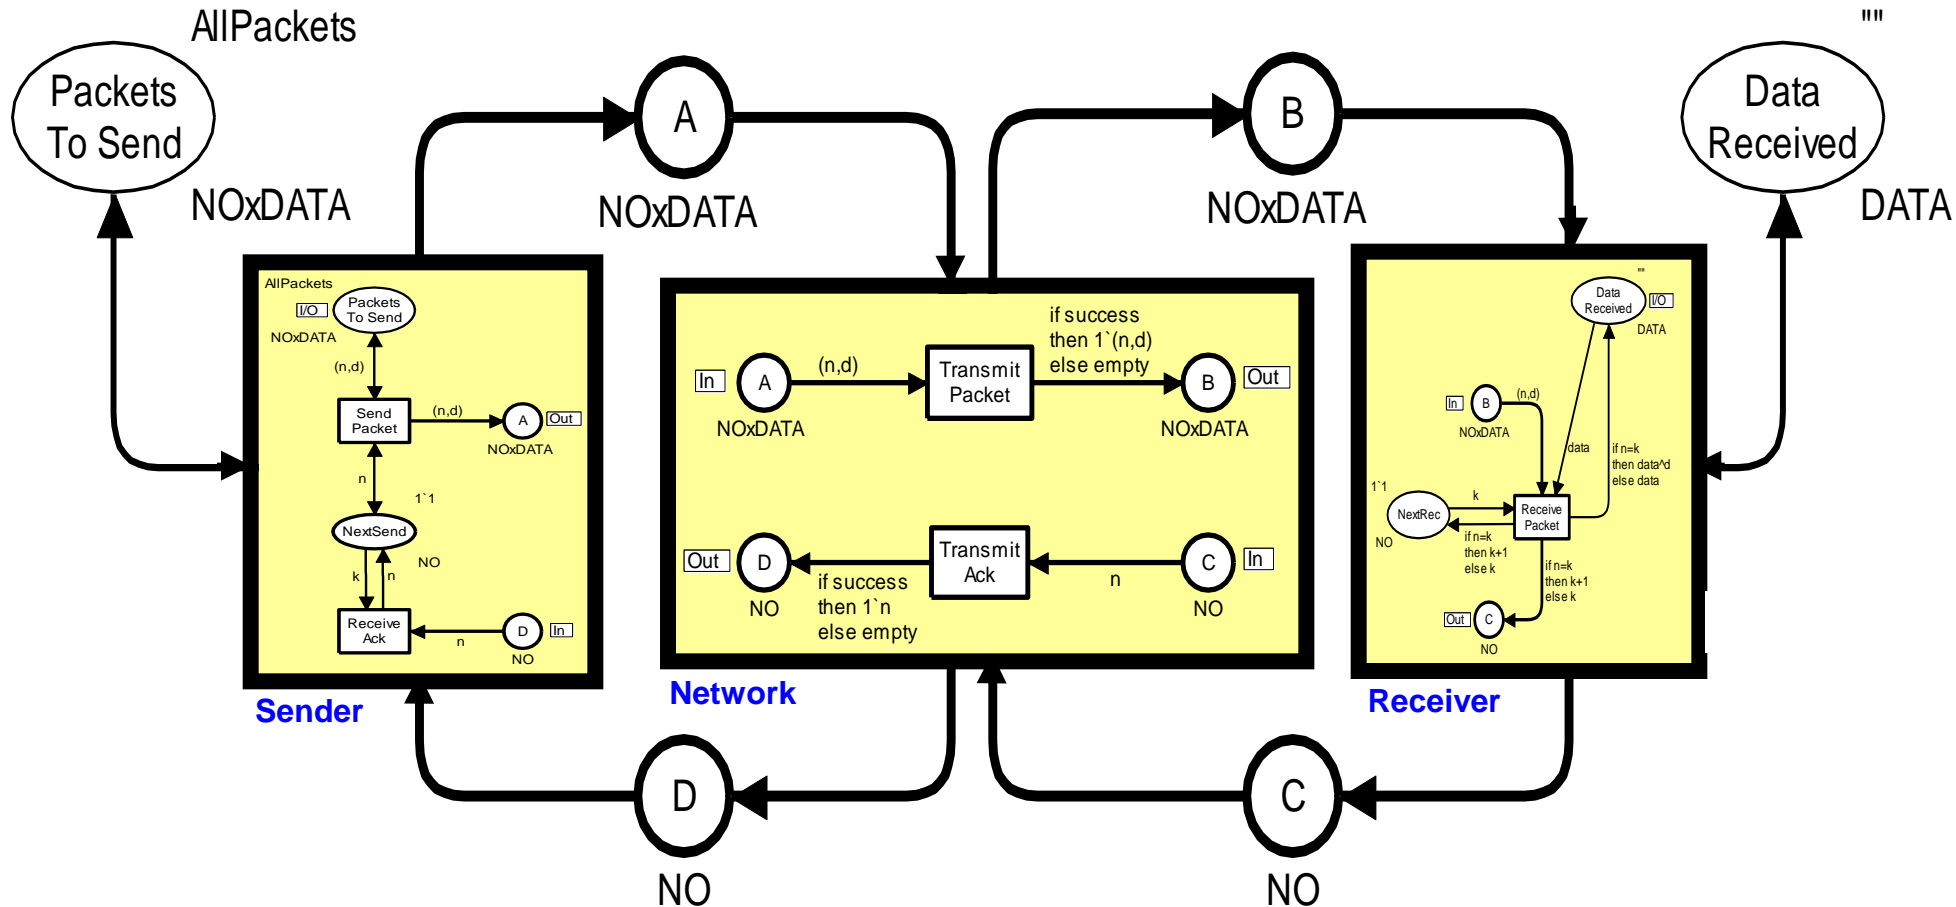 AllPackets
Packets
To Send
NOxDATA
A
NOxDATA
B
NOxDATA
""
Data
Received
DATA
AllPackets
I/O
Packets
To Send
NOxDATA
(n,d)
Send
Packet
(n,d)
A
Out
NOxDATA
n
1`1
NextSend
NO
k
n
Receive
Ack
n
D
In
NO
Sender
In
A
NOxDATA
(n,d)
Transmit
Packet
if success
then 1`(n,d)
else empty
B
Out
NOxDATA
Out
D
NO
if success
then 1`n
else empty
Transmit
Ack
n
C
In
NO
Network
""
Data
Received
I/O
DATA
In
B
(n,d)
NOxDATA
data
if n=k
then data^d
else data
1`1
NextRec
NO
k
if n=k
then k+1
else k
Receive
Packet
if n=k
then k+1
else k
Out
C
NO
Receiver
D
NO
C
NO